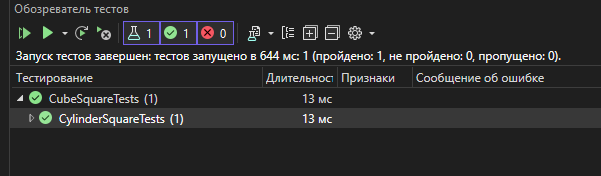 Обозреватель тестов
1 1 0
Запуск тестов завершен: тестов запущено в 644 мс: 1 (пройдено: 1, не пройдено: 0, пропущено: 0).
Тестирование Длительност Признаки Сообщение об ошибке
CubeSquareTests (1) 13 мс
CylinderSquareTests (1) 13 мс